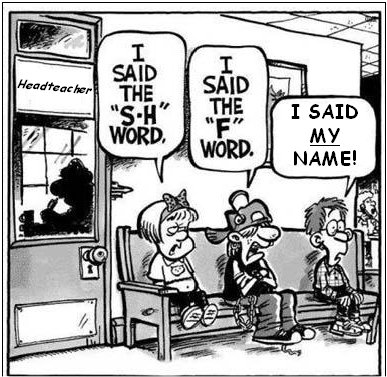 Headteacher
I
SAID
THE
"S-H"
WORD.
I
SAID
THE
"F"
WORD.
I SAID
MY
NAME!